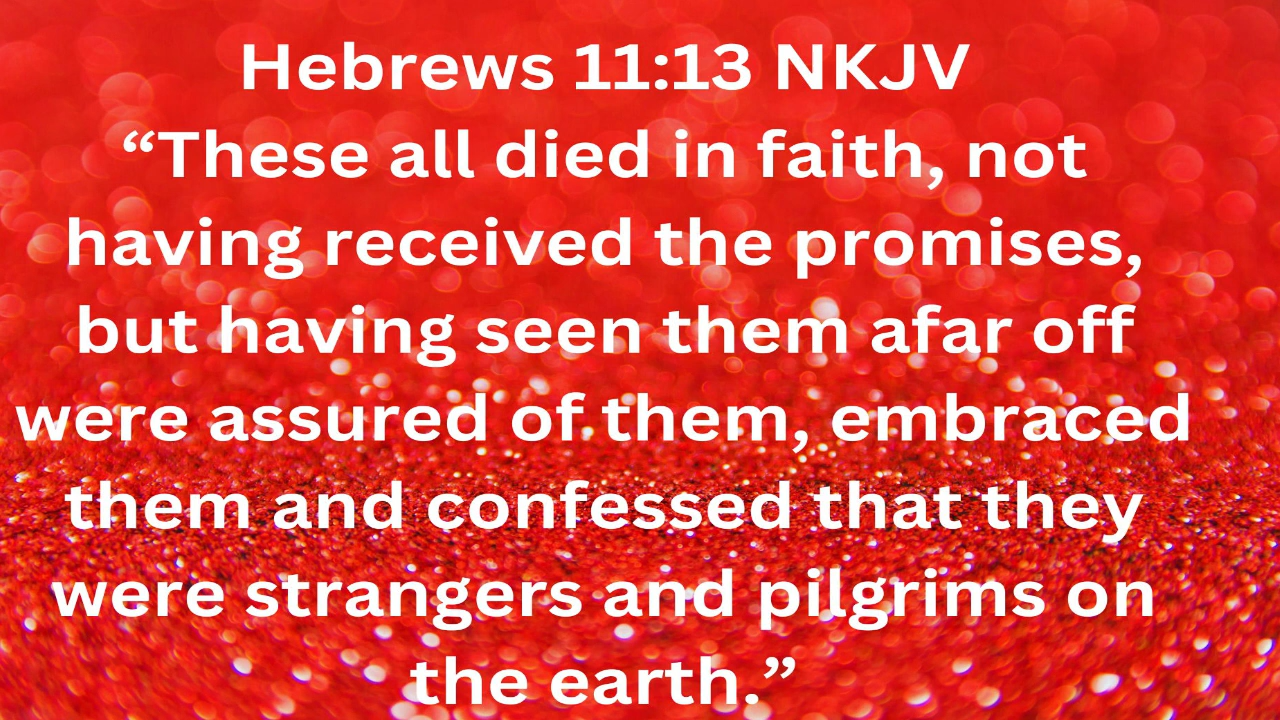 Hebrews 11:13 NKJV
“These all died in faith, not
having received the promises,
but having seen them afar off
were assured of them, embraced
them and confessed that they
were strangers and pilgrims on
the earth.”